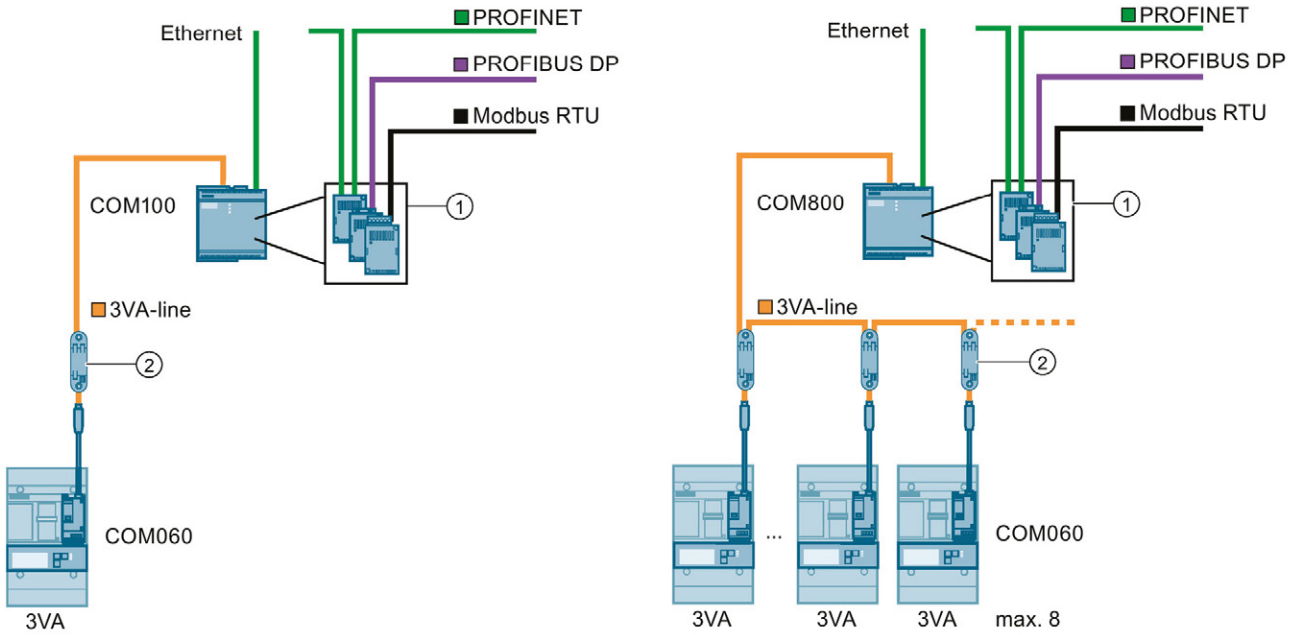 PROFINET
Ethernet
PROFIBUS DP
Modbus RTU
COM100
1
3VA-line
2
COM060
3VA
PROFINET
Ethernet
PROFIBUS DP
Modbus RTU
COM800
1
3VA-line
2
...
COM060
3VA
3VA
3VA
max. 8